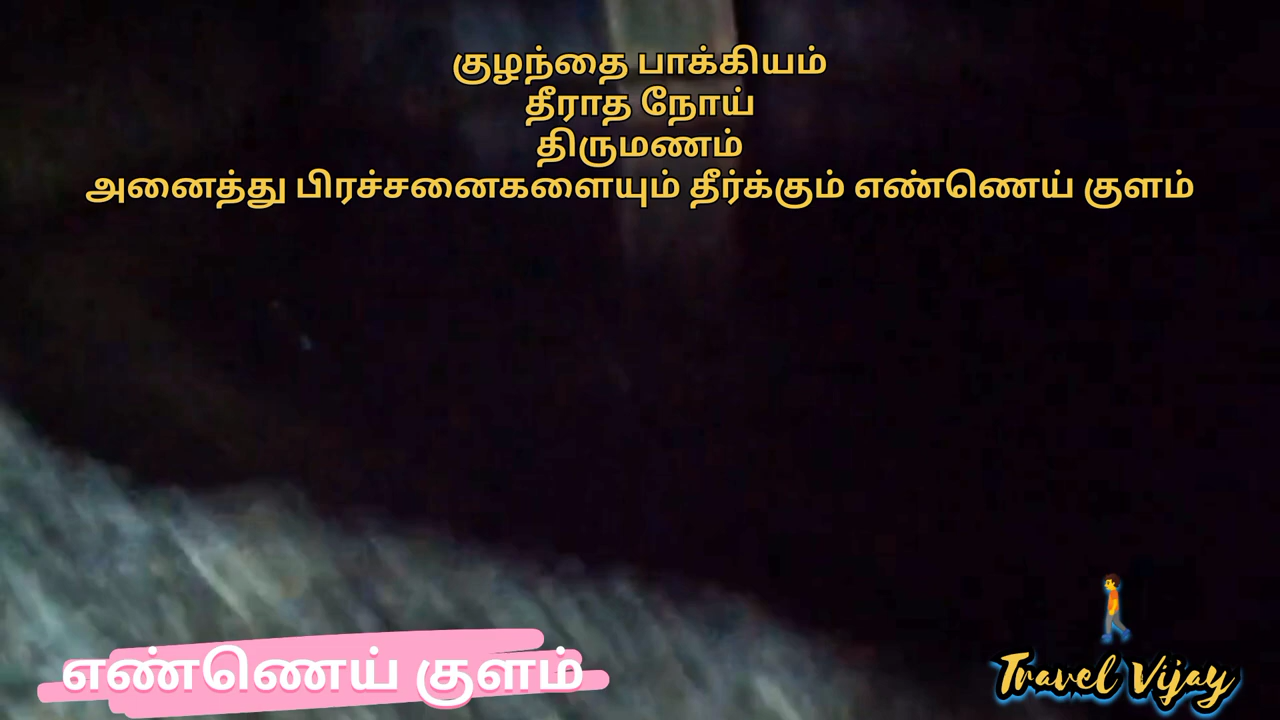 குழந்தை பாக்கியம்
தீராத நோய்
திருமணம்
அனைத்து பிரச்சனைகளையும் தீர்க்கும் எண்ணெய் குளம்
எண்ணெய் குளம்
Travel Vijay